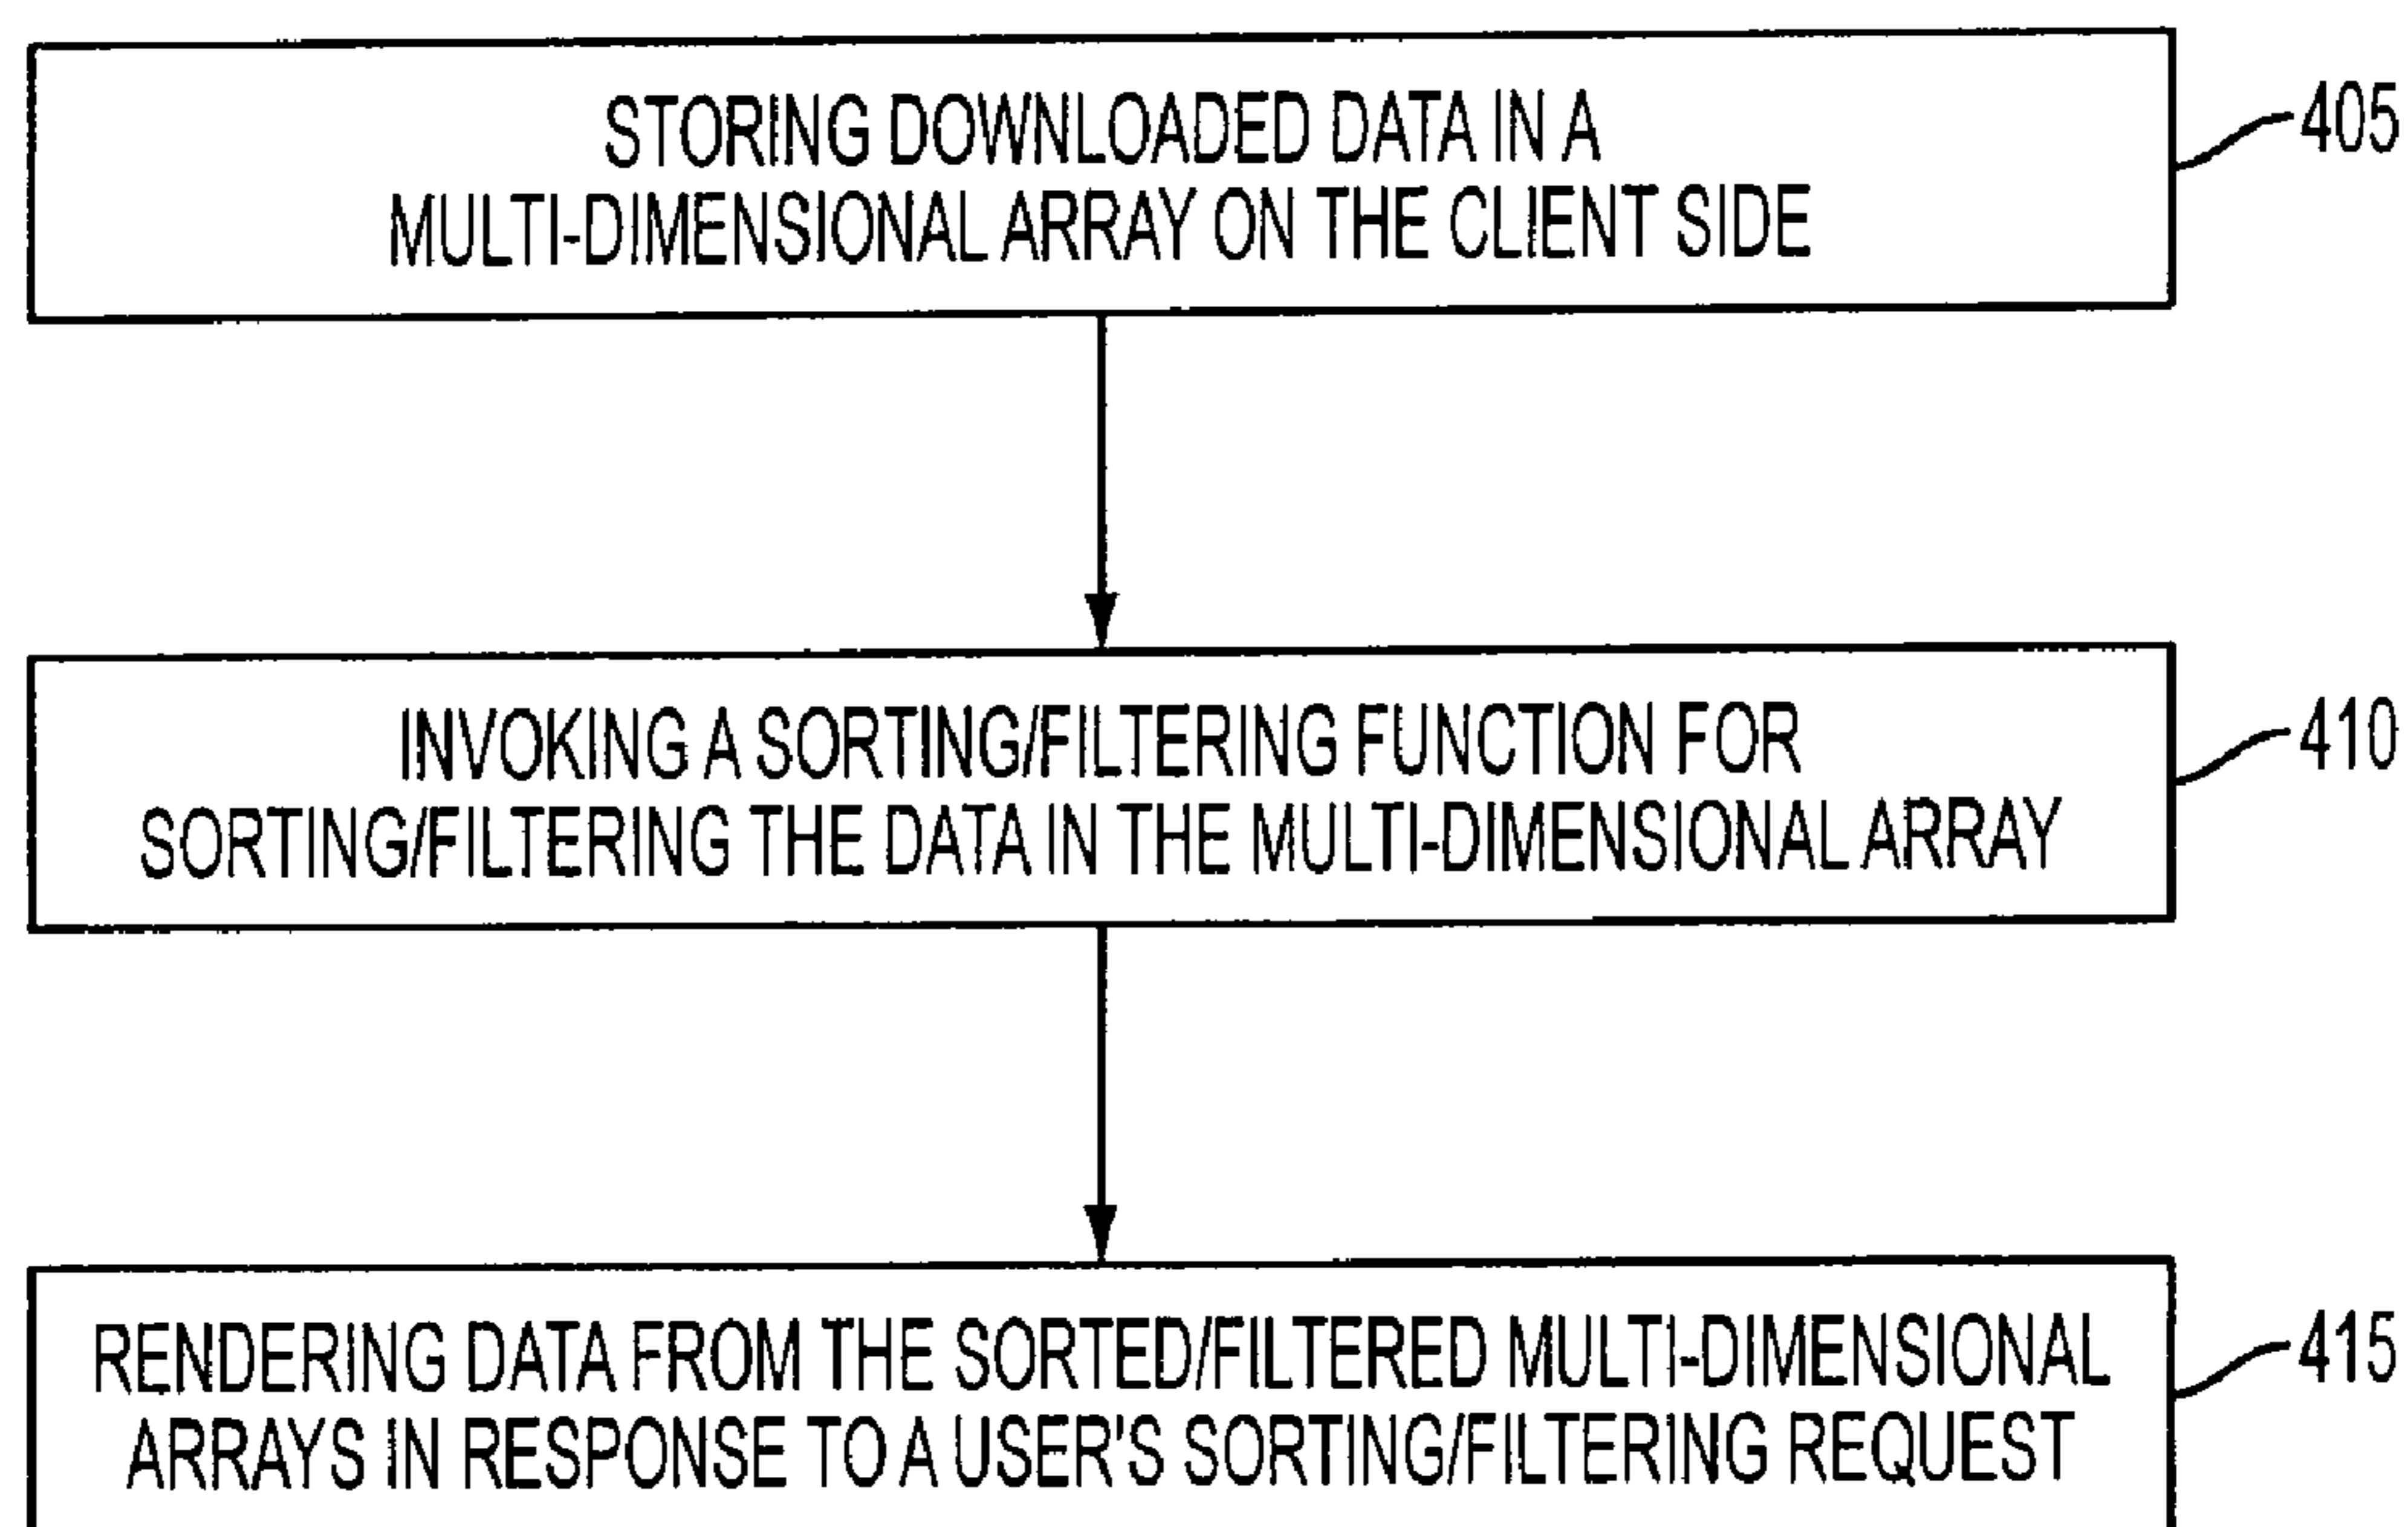 STORING DOWNLOADED DATA IN A
MULTI-DIMENSIONAL ARRAY ON THE CLIENT SIDE
405
INVOKING A SORTING/FILTERING FUNCTION FOR
SORTING/FILTERING THE DATA IN THE MULTI-DIMENSIONAL ARRAY
410
RENDERING DATA FROM THE SORTED/FILTERED MULTI-DIMENSIONAL
ARRAYS IN RESPONSE TO A USER'S SORTING/FILTERING REQUEST
415